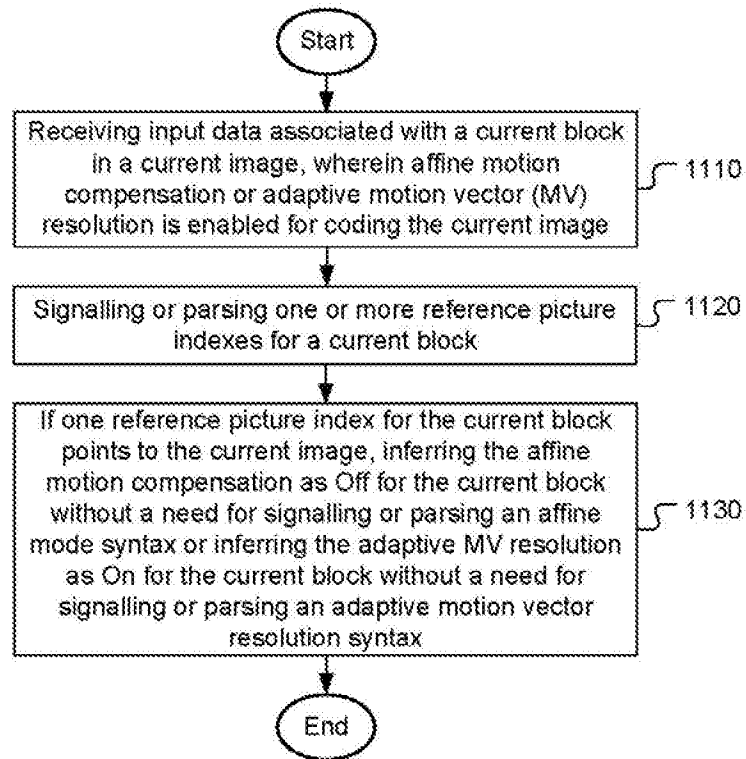 Start
Receiving input data associated with a current block
in a current image, wherein affine motion
compensation or adaptive motion vector (MV)
resolution is enabled for coding the current image
1110
Signalling or parsing one or more reference picture
indexes for a current block
1120
If one reference picture index for the current block
points to the current image, inferring the affine
motion compensation as Off for the current block
without a need for signalling or parsing an affine
mode syntax or inferring the adaptive MV resolution
as On for the current block without a need for
signalling or parsing an adaptive motion vector
resolution syntax
1130
End